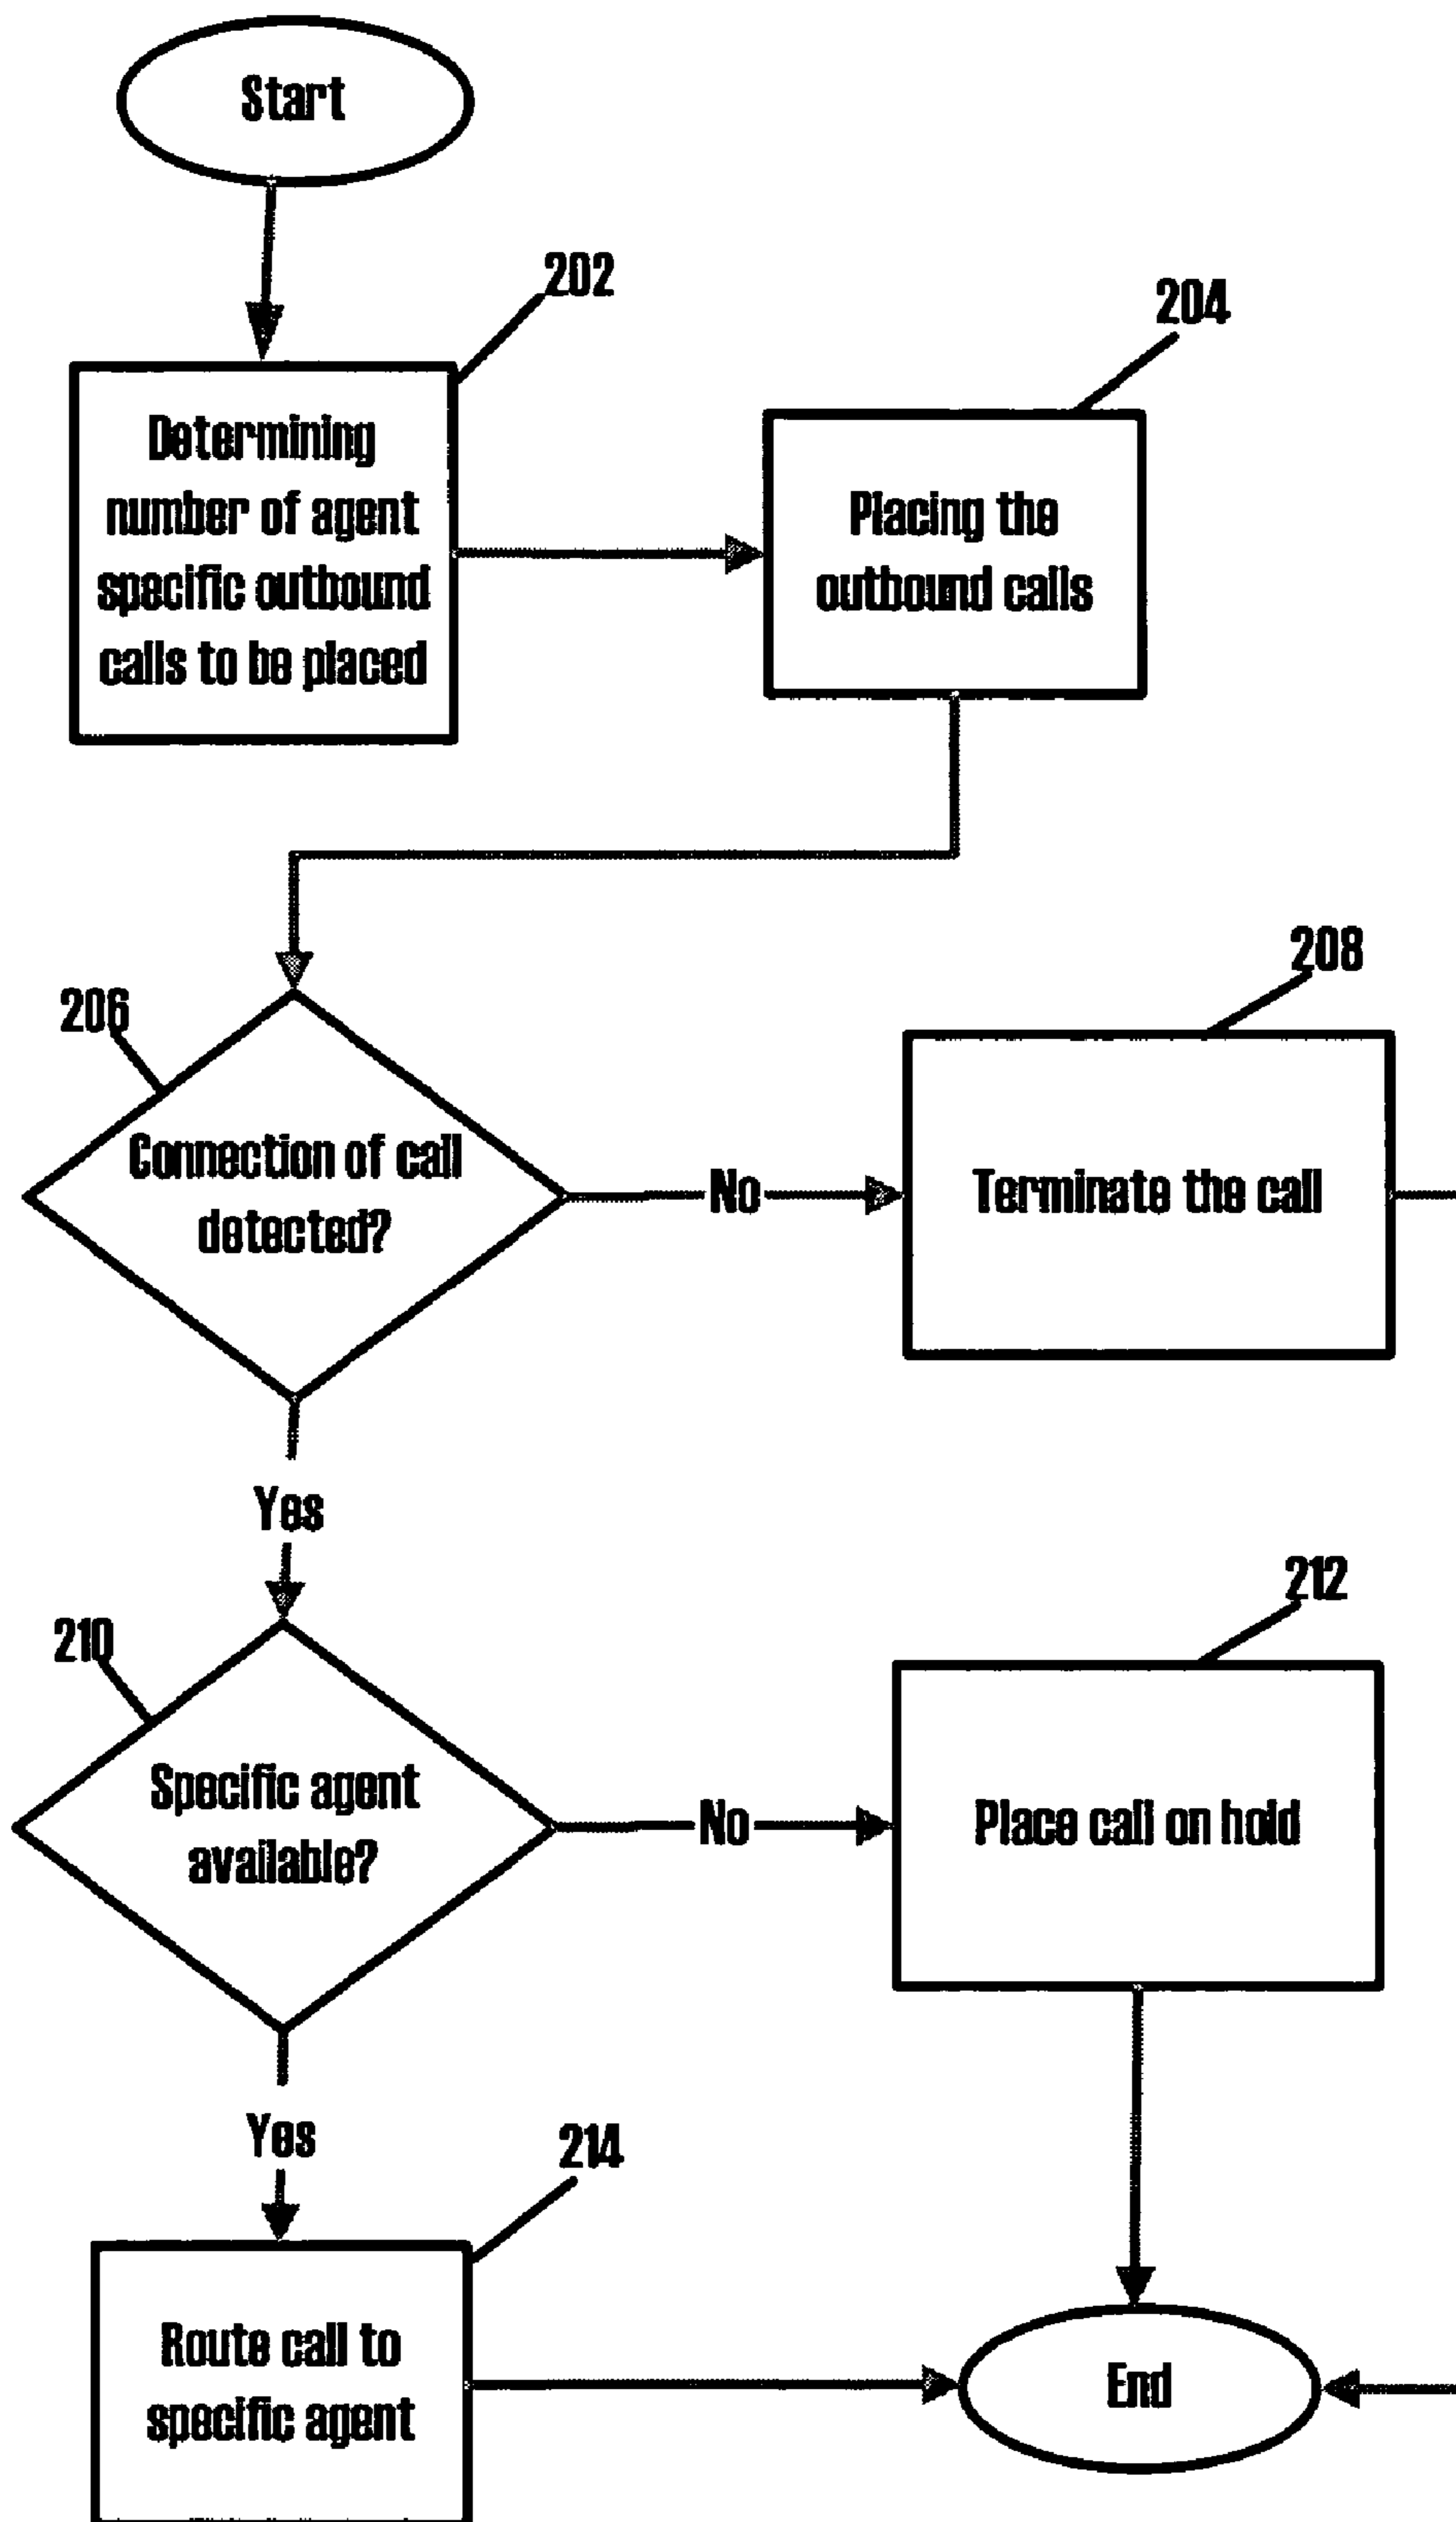 Start
202
Determining
number of agent
specific outbound
calls to be placed
204
Placing the
outbound calls
206
Connection of call
detected?
No
208
Terminate the call
Yes
210
Specific agent
available?
No
212
Place call on hold
Yes
214
Route call to
specific agent
End